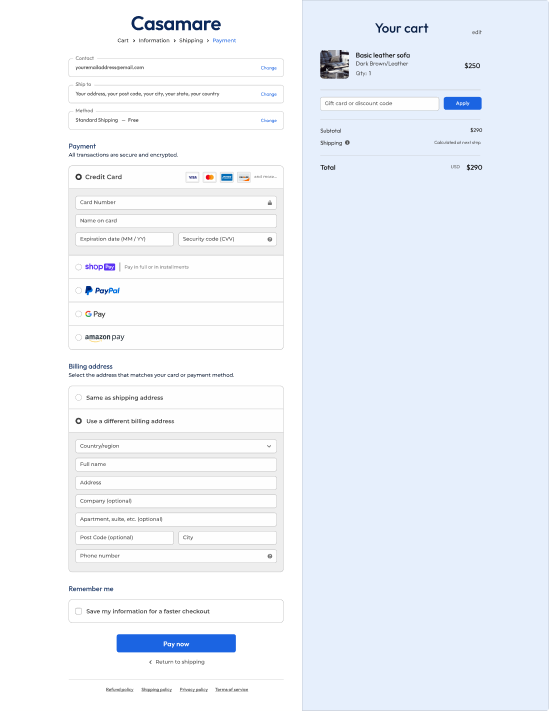 Casamare
Cart > Information > Shipping > Payment
Contact
youremailaddress@email.com
Change
Ship to
Your address, your post code, your city, your state, your country
Change
Method
Standard Shipping – Free
Change
Payment
All transactions are secure and encrypted.
Credit Card
VISA
and more...
Card Number
Name on card
Expiration date (MM / YY)
Security code (CVV)
shop Pay | Pay in full or in installments
PayPal
G Pay
amazon pay
Billing address
Select the address that matches your card or payment method.
Same as shipping address
Use a different billing address
Country/region
Full name
Address
Company (optional)
Apartment, suite, etc. (optional)
Post Code (optional)
City
Phone number
Remember me
Save my information for a faster checkout
Pay now
< Return to shipping
Refund policy Shipping policy Privacy policy Terms of service
Your cart
edit
Basic leather sofa
Dark Brown/Leather
Qty: 1
$250
Gift card or discount code
Apply
Subtotal
$290
Shipping
Calculated at next step.
Total
USD $290